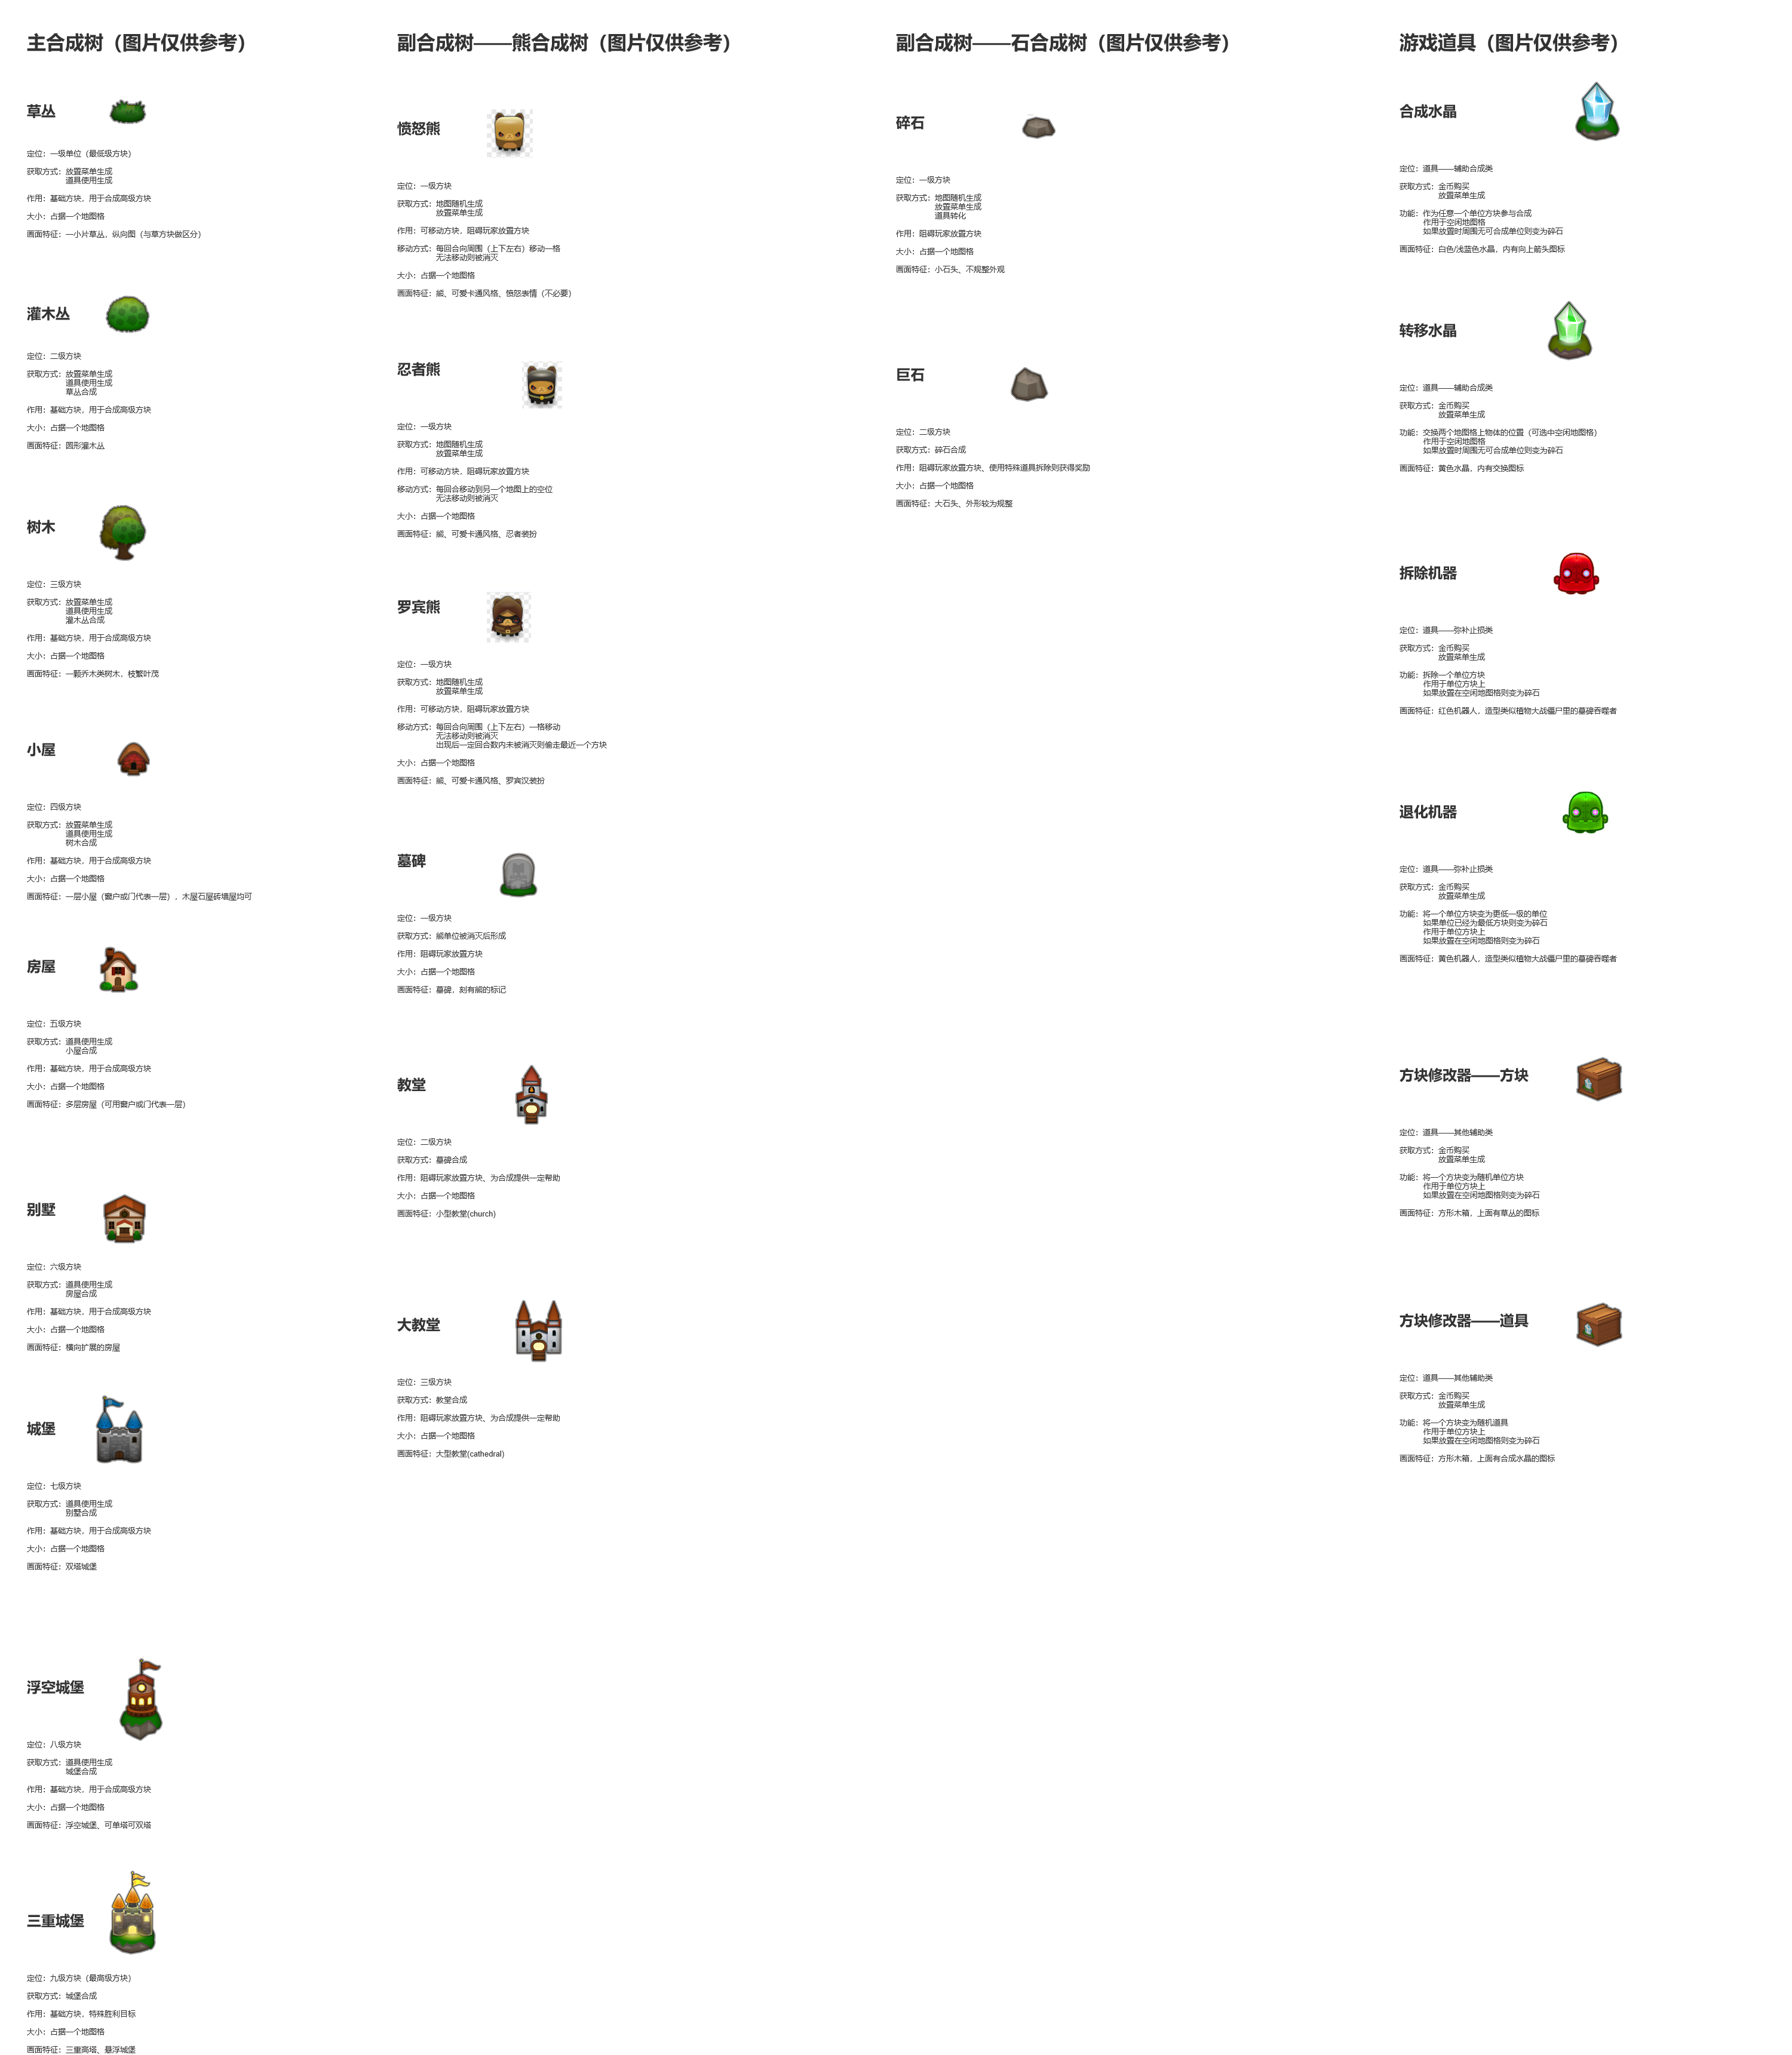 主合成树（图片仅供参考）
草丛
定位：一级单位（最低级方块）
获取方式：放置菜单生成
道具使用生成
作用：基础方块，用于合成高级方块
大小：占据一个地图格
画面特征：一小片草丛，纵向图（与草方块做区分）
灌木丛
定位：二级方块
获取方式：放置菜单生成
道具使用生成
草丛合成
作用：基础方块，用于合成高级方块
大小：占据一个地图格
画面特征：圆形灌木丛
树木
定位：三级方块
获取方式：放置菜单生成
道具使用生成
灌木丛合成
作用：基础方块，用于合成高级方块
大小：占据一个地图格
画面特征：一颗乔木类树木，枝繁叶茂
小屋
定位：四级方块
获取方式：放置菜单生成
道具使用生成
树木合成
作用：基础方块，用于合成高级方块
大小：占据一个地图格
画面特征：一层小屋（窗户或门代表一层），木屋石屋砖墙屋均可
房屋
定位：五级方块
获取方式：道具使用生成
小屋合成
作用：基础方块，用于合成高级方块
大小：占据一个地图格
画面特征：多层房屋（可用窗户或门代表一层）
别墅
定位：六级方块
获取方式：道具使用生成
房屋合成
作用：基础方块，用于合成高级方块
大小：占据一个地图格
画面特征：横向扩展的房屋
城堡
定位：七级方块
获取方式：道具使用生成
别墅合成
作用：基础方块，用于合成高级方块
大小：占据一个地图格
画面特征：双塔城堡
浮空城堡
定位：八级方块
获取方式：道具使用生成
城堡合成
作用：基础方块，用于合成高级方块
大小：占据一个地图格
画面特征：浮空城堡、可单塔可双塔
三重城堡
定位：九级方块（最高级方块）
获取方式：城堡合成
作用：基础方块，特殊胜利目标
大小：占据一个地图格
画面特征：三重高塔、悬浮城堡
副合成树——熊合成树（图片仅供参考）
愤怒熊
定位：一级方块
获取方式：地图随机生成
放置菜单生成
作用：可移动方块，阻碍玩家放置方块
移动方式：每回合向周围（上下左右）移动一格
无法移动则被消灭
大小：占据一个地图格
画面特征：熊、可爱卡通风格、愤怒表情（不必要）
忍者熊
定位：一级方块
获取方式：地图随机生成
放置菜单生成
作用：可移动方块，阻碍玩家放置方块
移动方式：每回合移动到另一个地图上的空位
无法移动则被消灭
大小：占据一个地图格
画面特征：熊、可爱卡通风格、忍者装扮
罗宾熊
定位：一级方块
获取方式：地图随机生成
放置菜单生成
作用：可移动方块，阻碍玩家放置方块
移动方式：每回合向周围（上下左右）一格移动
无法移动则被消灭
出现后一定回合数内未被消灭则偷走最近一个方块
大小：占据一个地图格
画面特征：熊、可爱卡通风格、罗宾汉装扮
墓碑
定位：一级方块
获取方式：熊单位被消灭后形成
作用：阻碍玩家放置方块
大小：占据一个地图格
画面特征：墓碑，刻有熊的标记
教堂
定位：二级方块
获取方式：墓碑合成
作用：阻碍玩家放置方块、为合成提供一定帮助
大小：占据一个地图格
画面特征：小型教堂(church)
大教堂
定位：三级方块
获取方式：教堂合成
作用：阻碍玩家放置方块、为合成提供一定帮助
大小：占据一个地图格
画面特征：大型教堂(cathedral)
副合成树——石合成树（图片仅供参考）
碎石
定位：一级方块
获取方式：地图随机生成
放置菜单生成
道具转化
作用：阻碍玩家放置方块
大小：占据一个地图格
画面特征：小石头、不规整外观
巨石
定位：二级方块
获取方式：碎石合成
作用：阻碍玩家放置方块、使用特殊道具拆除则获得奖励
大小：占据一个地图格
画面特征：大石头、外形较为规整
游戏道具（图片仅供参考）
合成水晶
定位：道具——辅助合成类
获取方式：金币购买
放置菜单生成
功能：作为任意一个单位方块参与合成
作用于空闲地图格
如果放置时周围无可合成单位则变为碎石
画面特征：白色/浅蓝色水晶，内有向上箭头图标
转移水晶
定位：道具——辅助合成类
获取方式：金币购买
放置菜单生成
功能：交换两个地图格上物体的位置（可选中空闲地图格）
作用于空闲地图格
如果放置时周围无可合成单位则变为碎石
画面特征：黄色水晶，内有交换图标
拆除机器
定位：道具——弥补止损类
获取方式：金币购买
放置菜单生成
功能：拆除一个单位方块
作用于单位方块上
如果放置在空闲地图格则变为碎石
画面特征：红色机器人，造型类似植物大战僵尸里的墓碑吞噬者
退化机器
定位：道具——弥补止损类
获取方式：金币购买
放置菜单生成
功能：将一个单位方块变为更低一级的单位
如果单位已经为最低方块则变为碎石
作用于单位方块上
如果放置在空闲地图格则变为碎石
画面特征：黄色机器人，造型类似植物大战僵尸里的墓碑吞噬者
方块修改器——方块
定位：道具——其他辅助类
获取方式：金币购买
放置菜单生成
功能：将一个方块变为随机单位方块
作用于单位方块上
如果放置在空闲地图格则变为碎石
画面特征：方形木箱，上面有草丛的图标
方块修改器——道具
定位：道具——其他辅助类
获取方式：金币购买
放置菜单生成
功能：将一个方块变为随机道具
作用于单位方块上
如果放置在空闲地图格则变为碎石
画面特征：方形木箱，上面有合成水晶的图标